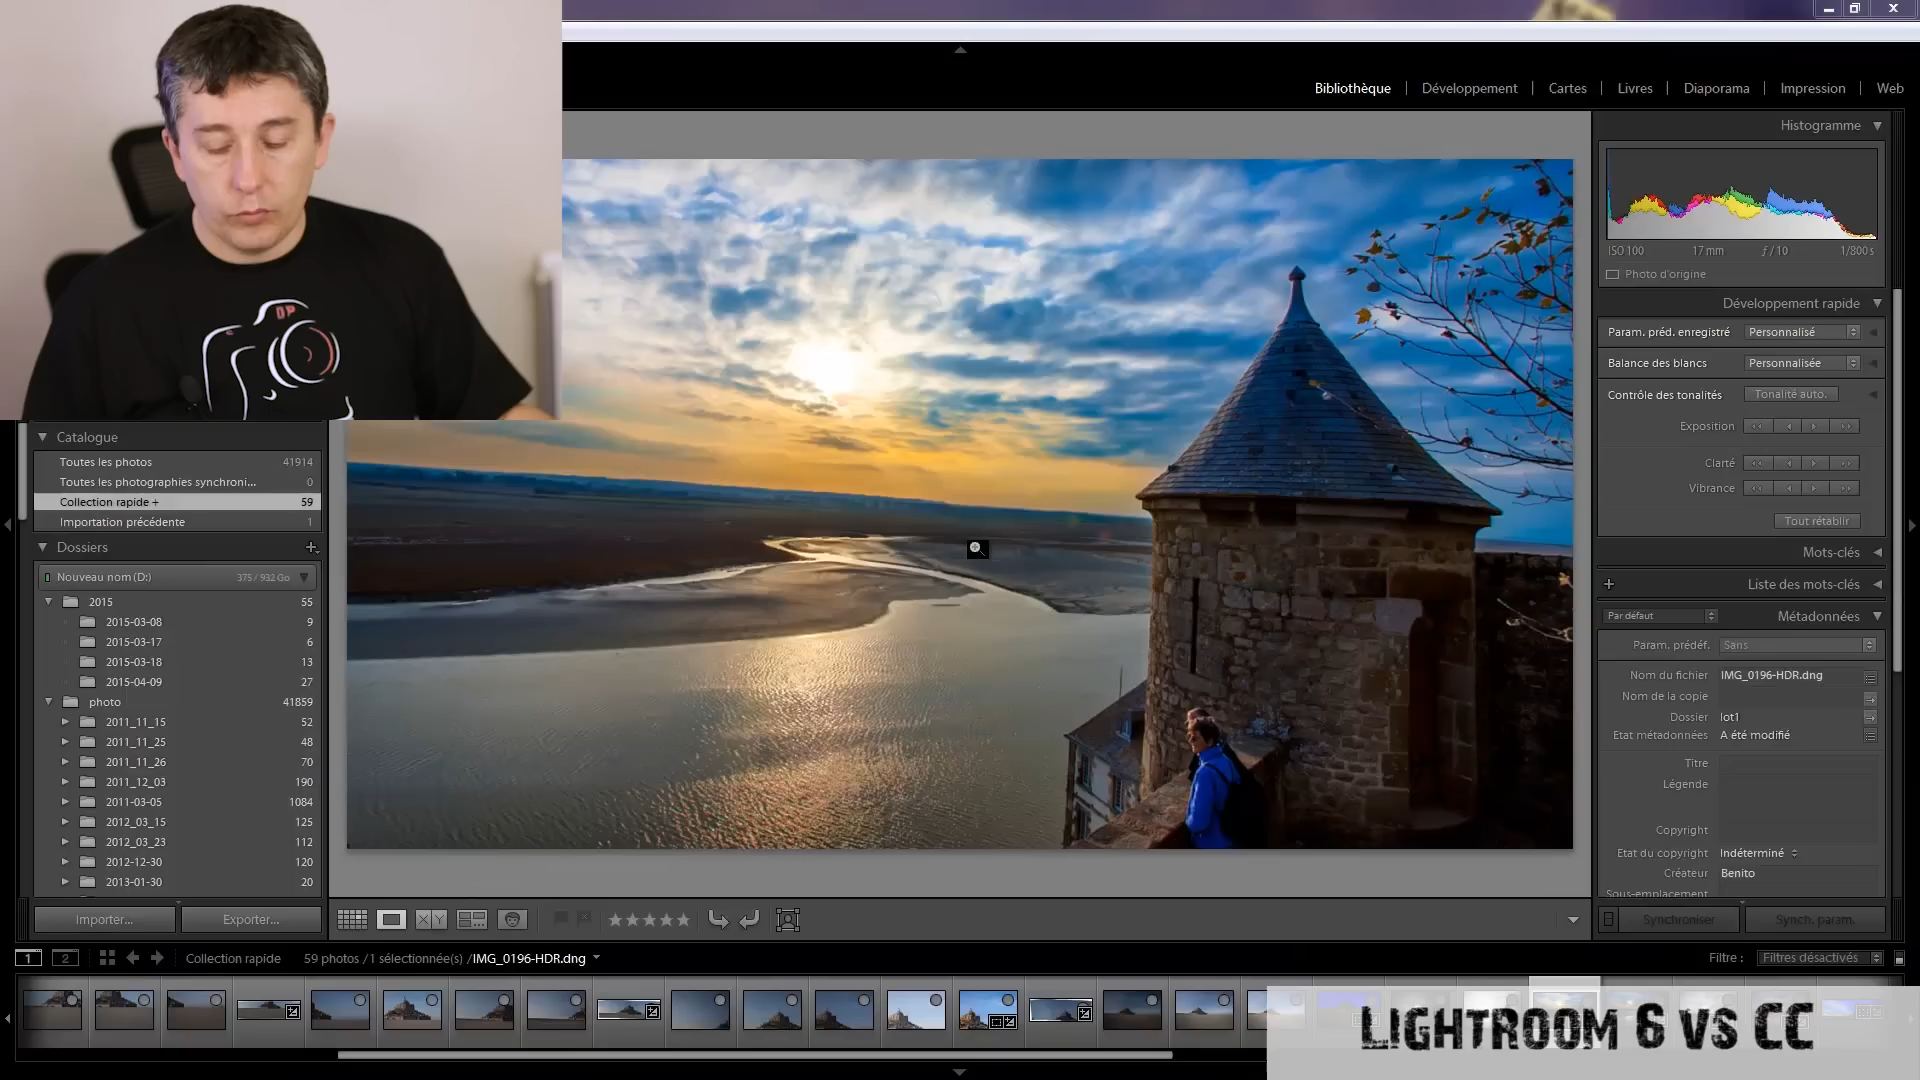 DP
Bibliothèque | Développement | Cartes | Livres | Diaporama | Impression | Web
Histogramme
ISO 100 17 mm ƒ / 10 1/800 s
Photo d'origine
Développement rapide
Param. préd. enregistré Personnalisé
Balance des blancs Personnalisée
Contrôle des tonalités Tonalité auto.
Exposition
Clarté
Vibrance
Tout rétablir
Mots-clés
Liste des mots-clés
Par défaut Métadonnées
Param. prédéf. Sans
Nom du fichier IMG_0196-HDR.dng
Nom de la copie
Dossier lot1
Etat métadonnées A été modifié
Titre
Légende
Copyright
Etat du copyright Indéterminé
Créateur Benito
Sous-emplacement
Synchroniser Synch. param.
Catalogue
Toutes les photos 41914
Toutes les photographies synchroni... 0
Collection rapide + 59
Importation précédente 1
Dossiers
Nouveau nom (D:) 375 / 932 Go
2015 55
2015-03-08 9
2015-03-17 6
2015-03-18 13
2015-04-09 27
photo 41859
2011_11_15 52
2011_11_25 48
2011_11_26 70
2011_12_03 190
2011-03-05 1084
2012_03_15 125
2012_03_23 112
2012-12-30 120
2013-01-30 20
Importer... Exporter...
X Y
1 2 Collection rapide 59 photos / 1 sélectionnée(s) / IMG_0196-HDR.dng
Filtre : Filtres désactivés
Lightroom 6 vs CC